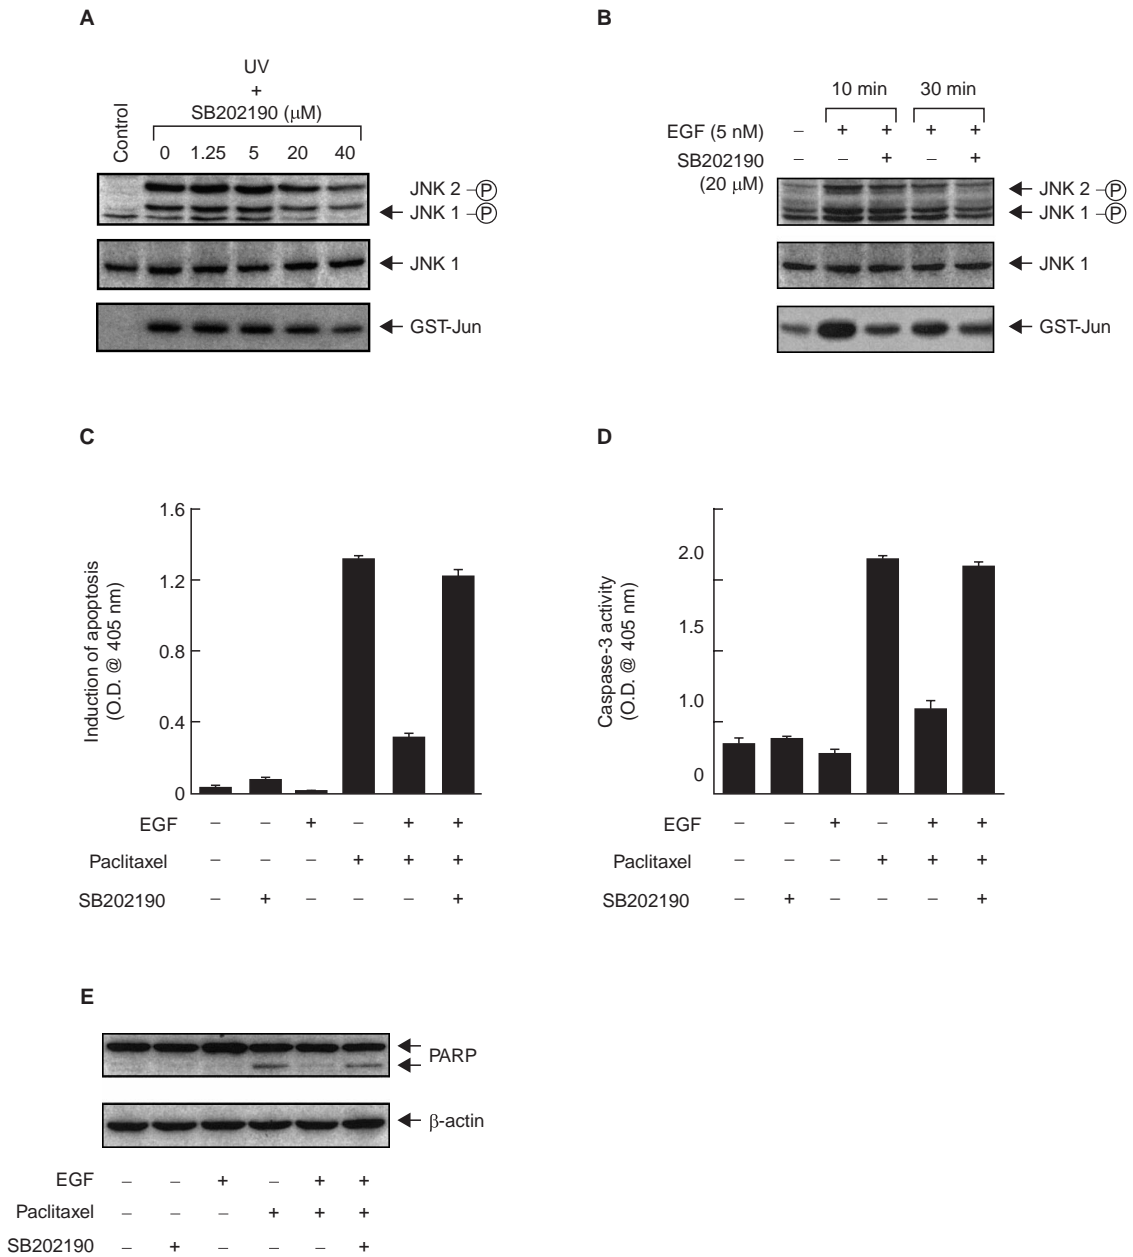 A
UV
+
SB202190 (μM)
Control
0 1.25 5 20 40
JNK 2 –P
JNK 1 –P
JNK 1
GST-Jun
B
10 min 30 min
EGF (5 nM) – + + + +
SB202190 – – + – +
(20 μM)
JNK 2 –P
JNK 1 –P
JNK 1
GST-Jun
C
Induction of apoptosis
(O.D. @ 405 nm)
1.6
1.2
0.8
0.4
0
EGF – – + – + +
Paclitaxel – – – + + +
SB202190 – + – – – +
D
Caspase-3 activity
(O.D. @ 405 nm)
2.0
1.5
1.0
0
EGF – – + – + +
Paclitaxel – – – + + +
SB202190 – + – – – +
E
PARP
β-actin
EGF – – + – + +
Paclitaxel – – – + + +
SB202190 – + – – – +